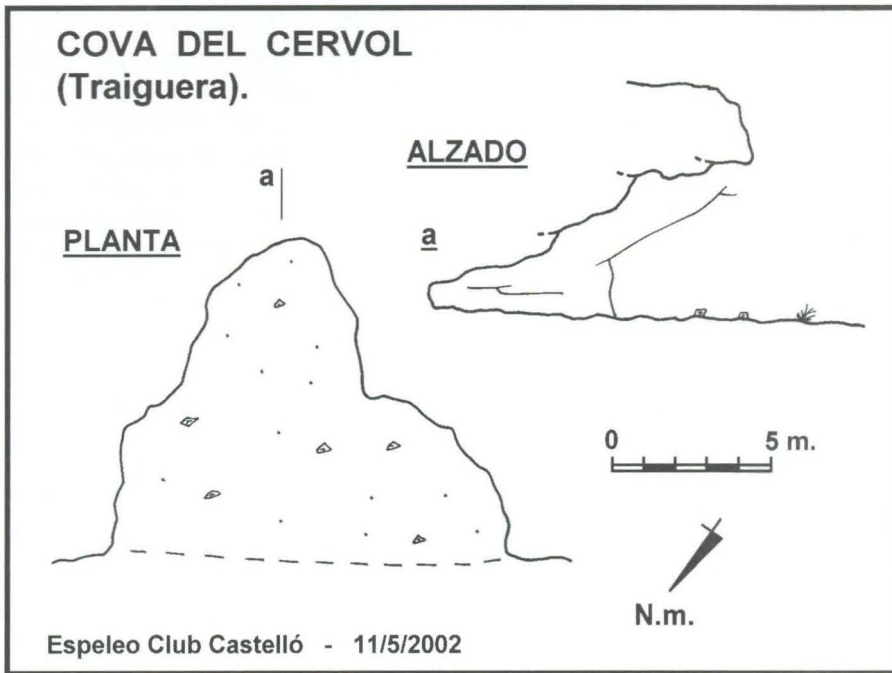 COVA DEL CERVOL
(Traiguera).
ALZADO
a
PLANTA
a
0 5 m.
N.m.
Espeleo Club Castelló - 11/5/2002